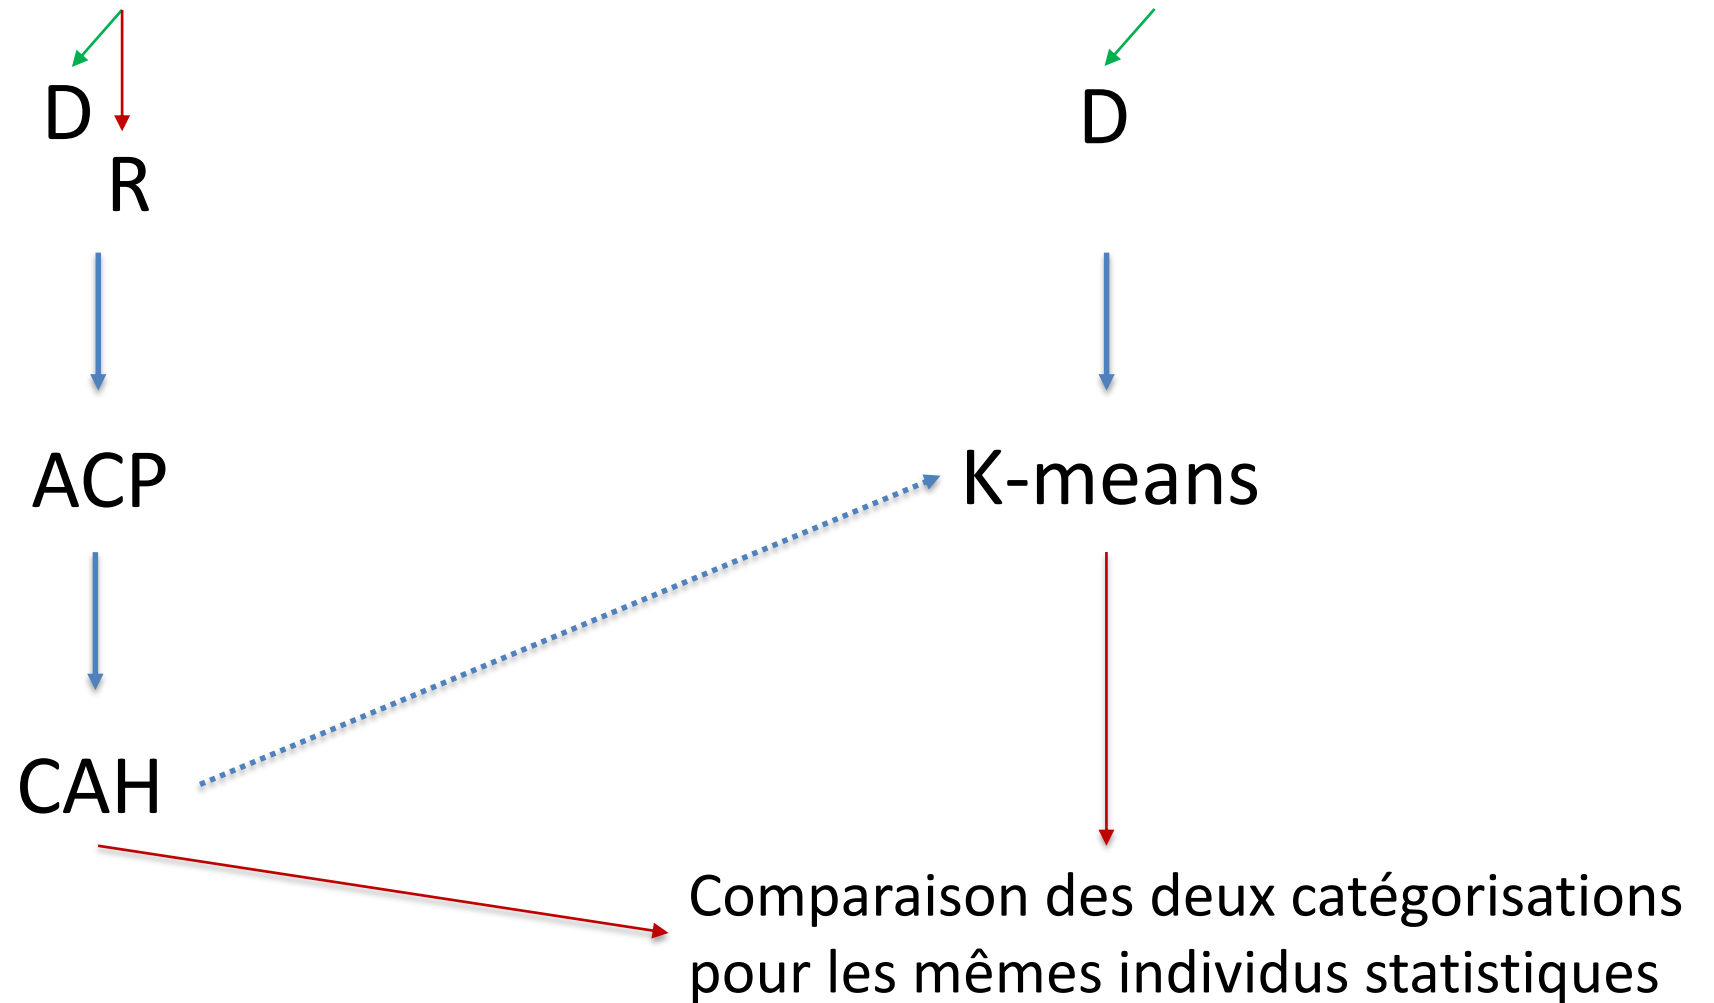 D
R
D
ACP
K-means
CAH
Comparaison des deux catégorisations
pour les mêmes individus statistiques